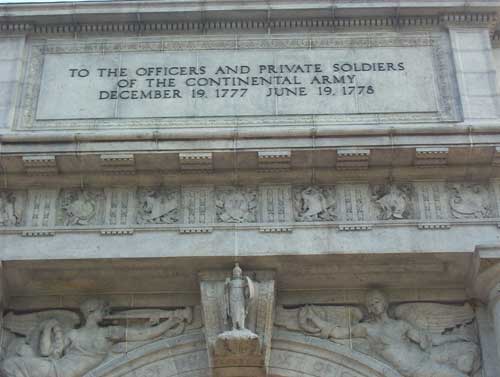 TO THE OFFICERS AND PRIVATE SOLDIERS
OF THE CONTINENTAL ARMY
DECEMBER 19, 1777 JUNE 19, 1778